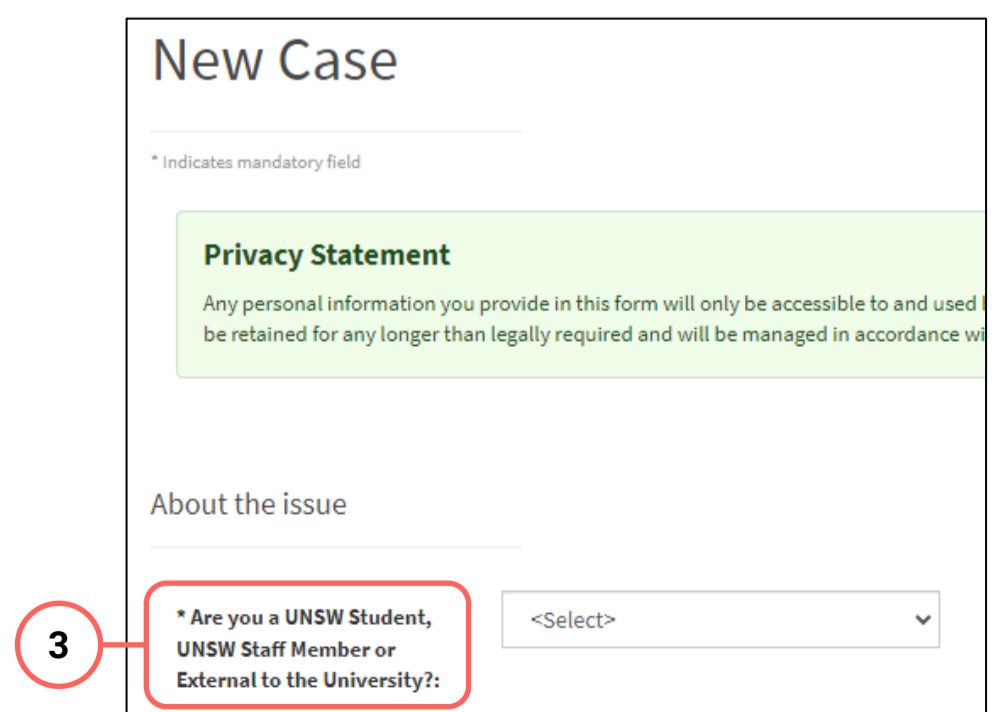 New Case
* Indicates mandatory field
Privacy Statement
Any personal information you provide in this form will only be accessible to and used
be retained for any longer than legally required and will be managed in accordance
About the issue
* Are you a UNSW Student,
UNSW Staff Member or
External to the University?:
<Select>
3